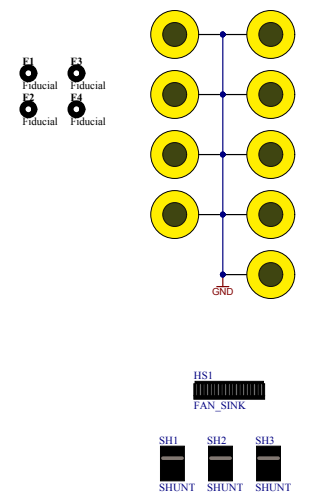 F1 F3
Fiducial Fiducial
F2 F4
Fiducial Fiducial
GND
HS1
FAN_SINK
SH1 SH2 SH3
SHUNT SHUNT SHUNT